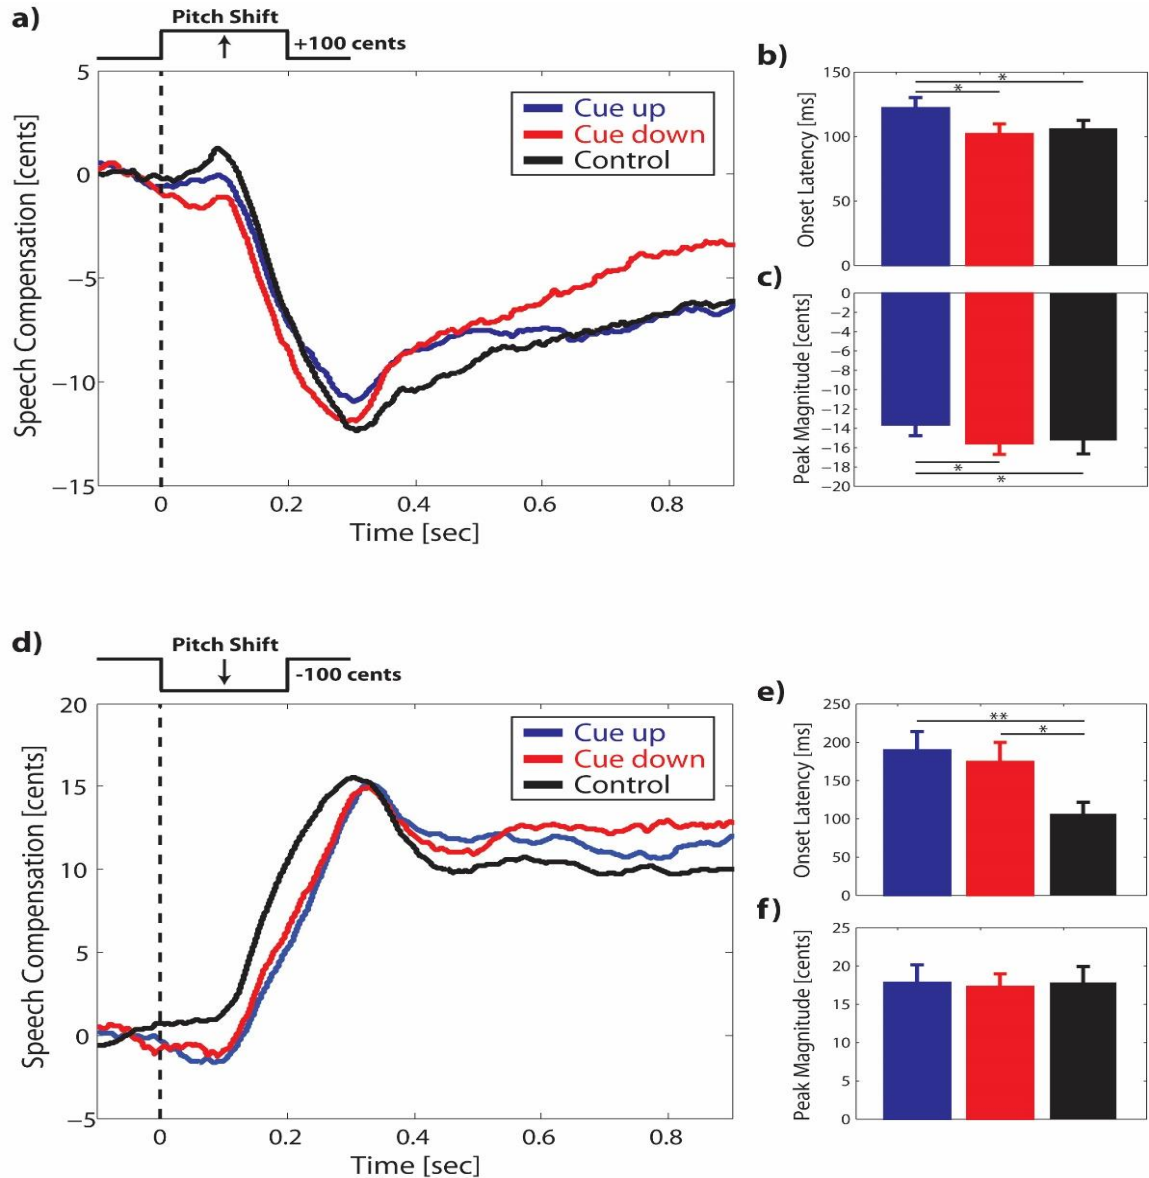 a)
Pitch Shift
+100 cents
5
0
−5
−10
−15
Speech Compensation [cents]
Cue up
Cue down
Control
0
0.2
0.4
0.6
0.8
Time [sec]
b)
150
100
50
0
Onset Latency [ms]
*
*
c)
0
−2
−4
−6
−8
−10
−12
−14
−16
−18
−20
Peak Magnitude [cents]
*
*
d)
Pitch Shift
-100 cents
20
15
10
5
0
−5
Speech Compensation [cents]
Cue up
Cue down
Control
0
0.2
0.4
0.6
0.8
Time [sec]
e)
250
200
150
100
50
0
Onset Latency [ms]
**
*
f)
25
20
15
10
5
0
Peak Magnitude [cents]